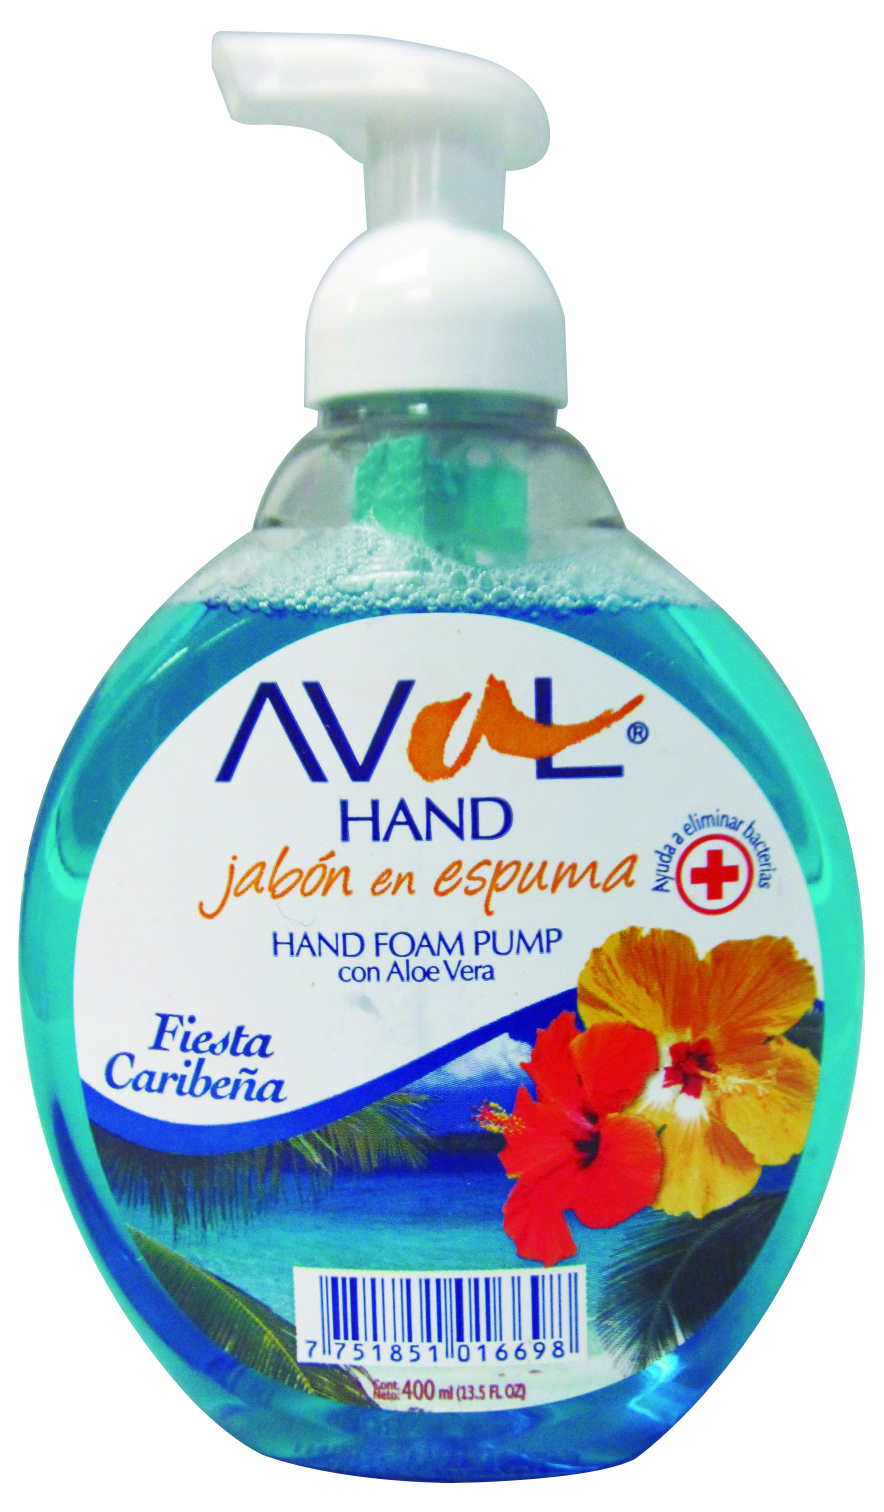 AVAL®
HAND
jabón en espuma
Ayuda a eliminar bacterias
HAND FOAM PUMP
con Aloe Vera
Fiesta
Caribeña
7 751851 016698
Cont. Neto: 400 ml (13.5 FL OZ)